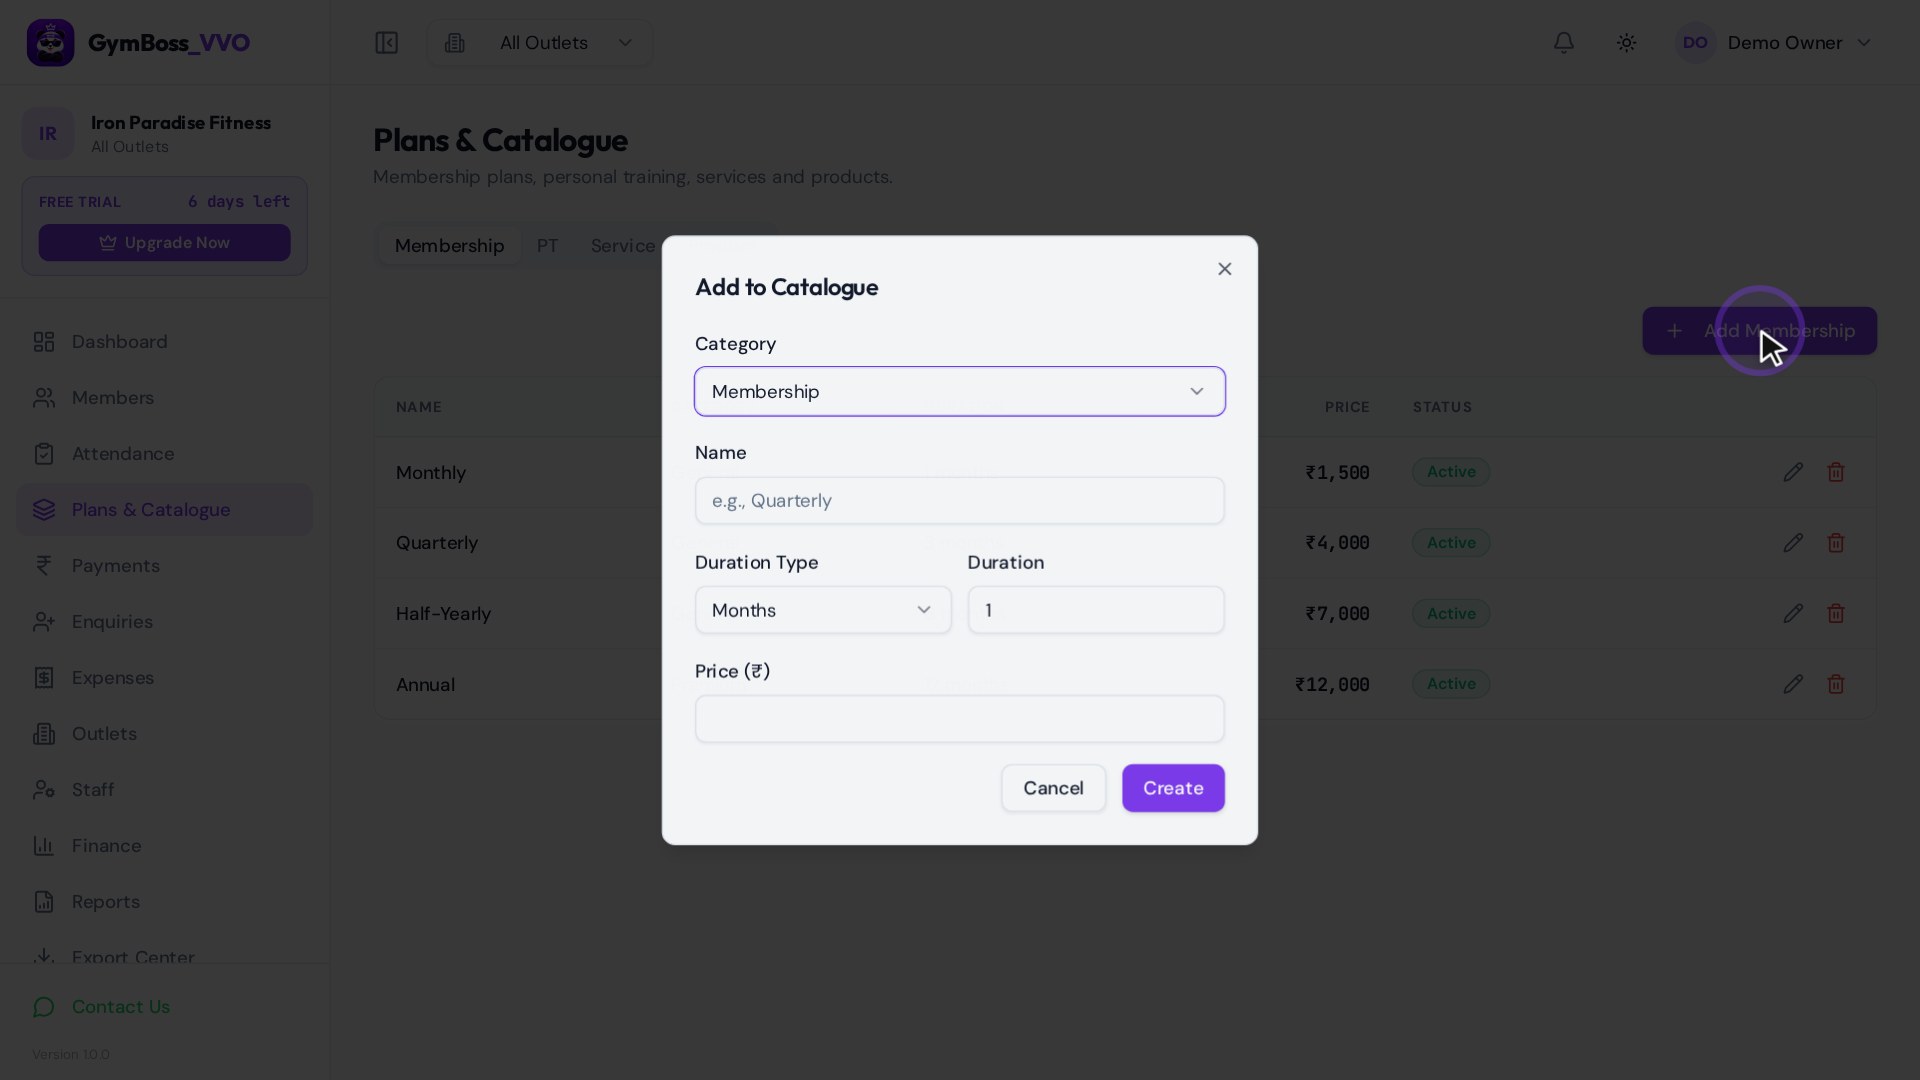 GymBoss_VVO
All Outlets
DO Demo Owner
IR
Iron Paradise Fitness
All Outlets
FREE TRIAL 6 days left
Upgrade Now
Dashboard
Members
Attendance
Plans & Catalogue
Payments
Enquiries
Expenses
Outlets
Staff
Finance
Reports
Export Center
Contact Us
Version 1.0.0
Plans & Catalogue
Membership plans, personal training, services and products.
Membership PT Service
Add Membership
NAME PRICE STATUS
Monthly ₹1,500 Active
Quarterly ₹4,000 Active
Half-Yearly ₹7,000 Active
Annual ₹12,000 Active
Add to Catalogue
Category
Membership
Name
e.g., Quarterly
Duration Type Duration
Months 1
Price (₹)
Cancel Create